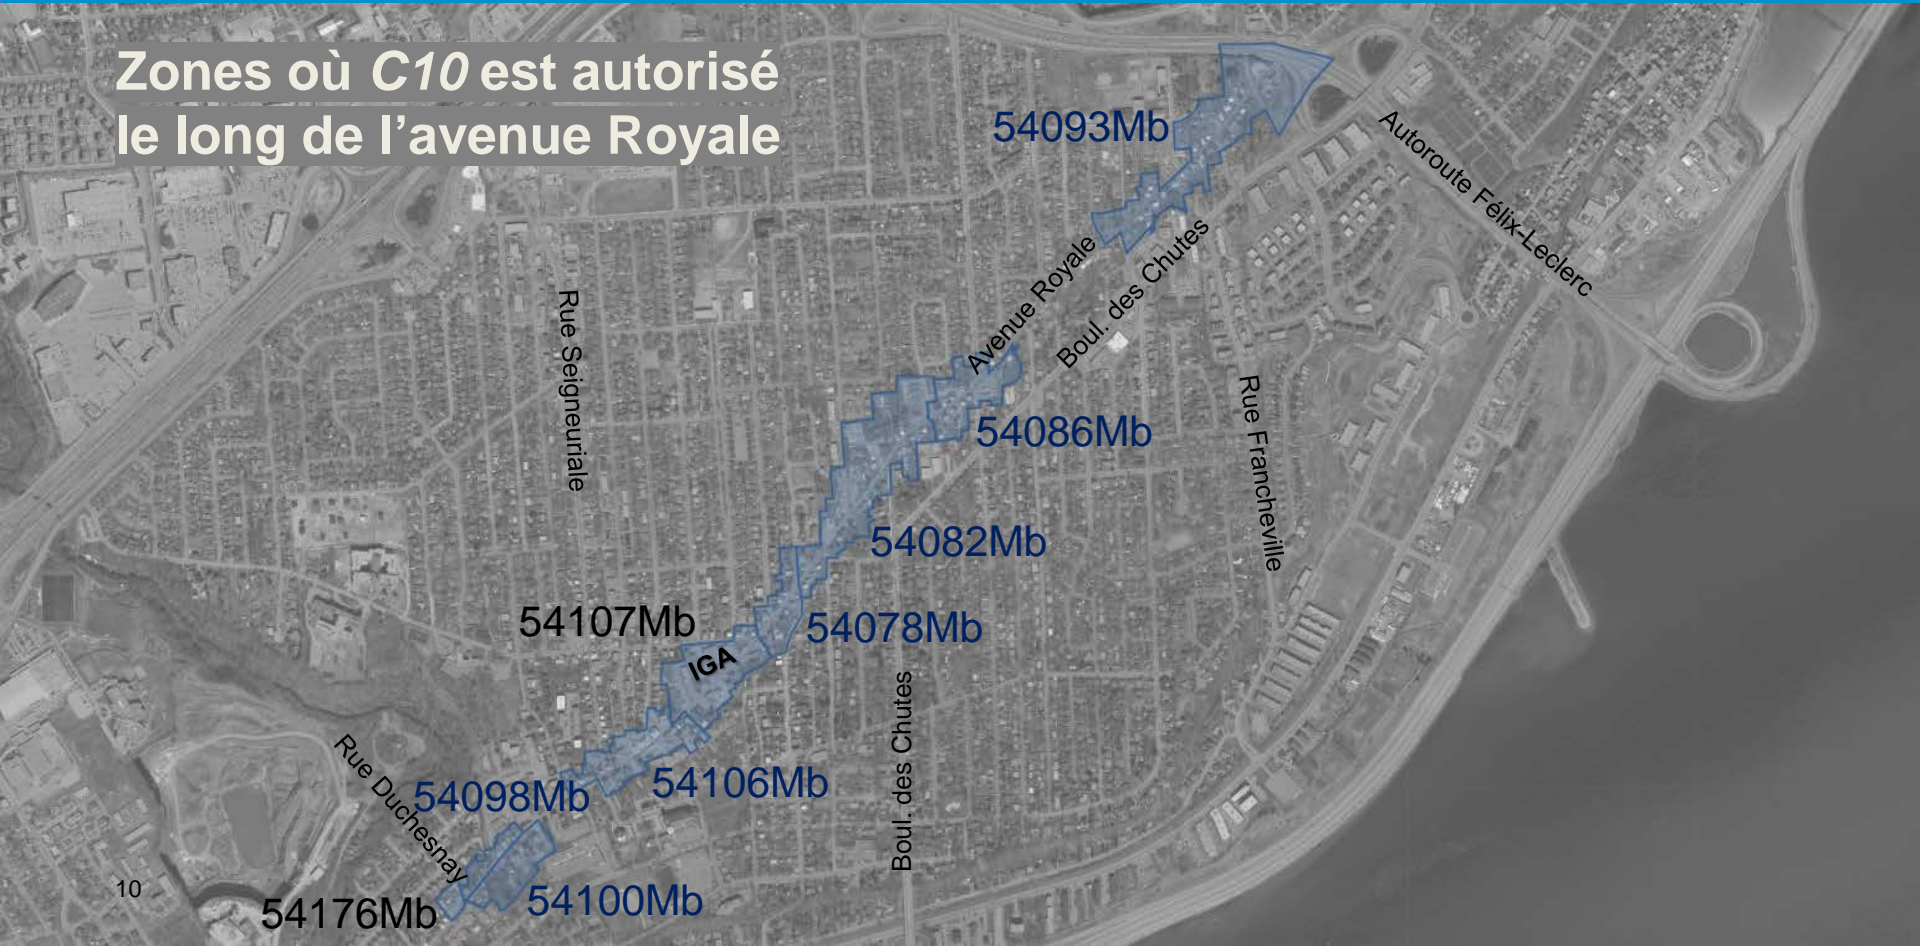 Zones où C10 est autorisé
le long de l’avenue Royale
54093Mb
Autoroute Félix-Leclerc
Avenue Royale
Boul. des Chutes
Rue Seigneuriale
54086Mb
Rue Francheville
54082Mb
54107Mb
54078Mb
IGA
Boul. des Chutes
Rue Duchesnay
54098Mb
54106Mb
10
54176Mb
54100Mb